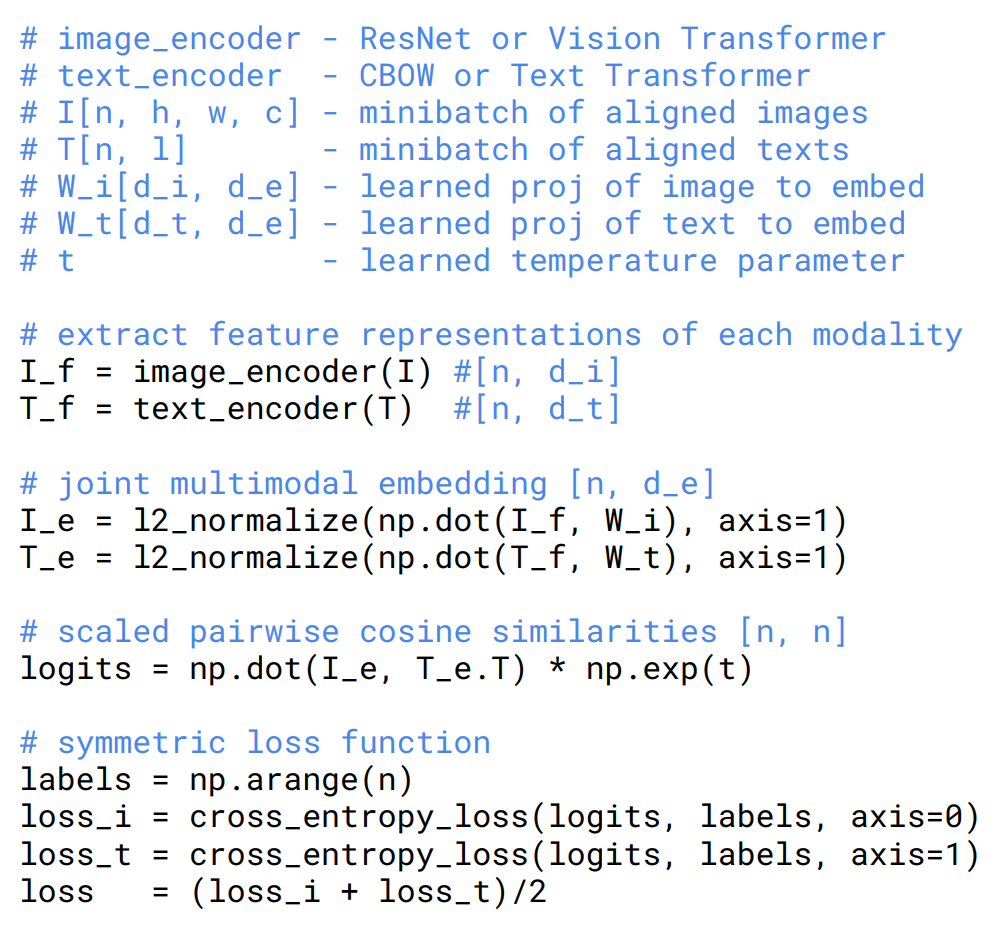 # image_encoder - ResNet or Vision Transformer
# text_encoder  - CBOW or Text Transformer
# I[n, h, w, c] - minibatch of aligned images
# T[n, l]       - minibatch of aligned texts
# W_i[d_i, d_e] - learned proj of image to embed
# W_t[d_t, d_e] - learned proj of text to embed
# t             - learned temperature parameter

# extract feature representations of each modality
I_f = image_encoder(I) #[n, d_i]
T_f = text_encoder(T)  #[n, d_t]

# joint multimodal embedding [n, d_e]
I_e = l2_normalize(np.dot(I_f, W_i), axis=1)
T_e = l2_normalize(np.dot(T_f, W_t), axis=1)

# scaled pairwise cosine similarities [n, n]
logits = np.dot(I_e, T_e.T) * np.exp(t)

# symmetric loss function
labels = np.arange(n)
loss_i = cross_entropy_loss(logits, labels, axis=0)
loss_t = cross_entropy_loss(logits, labels, axis=1)
loss   = (loss_i + loss_t)/2